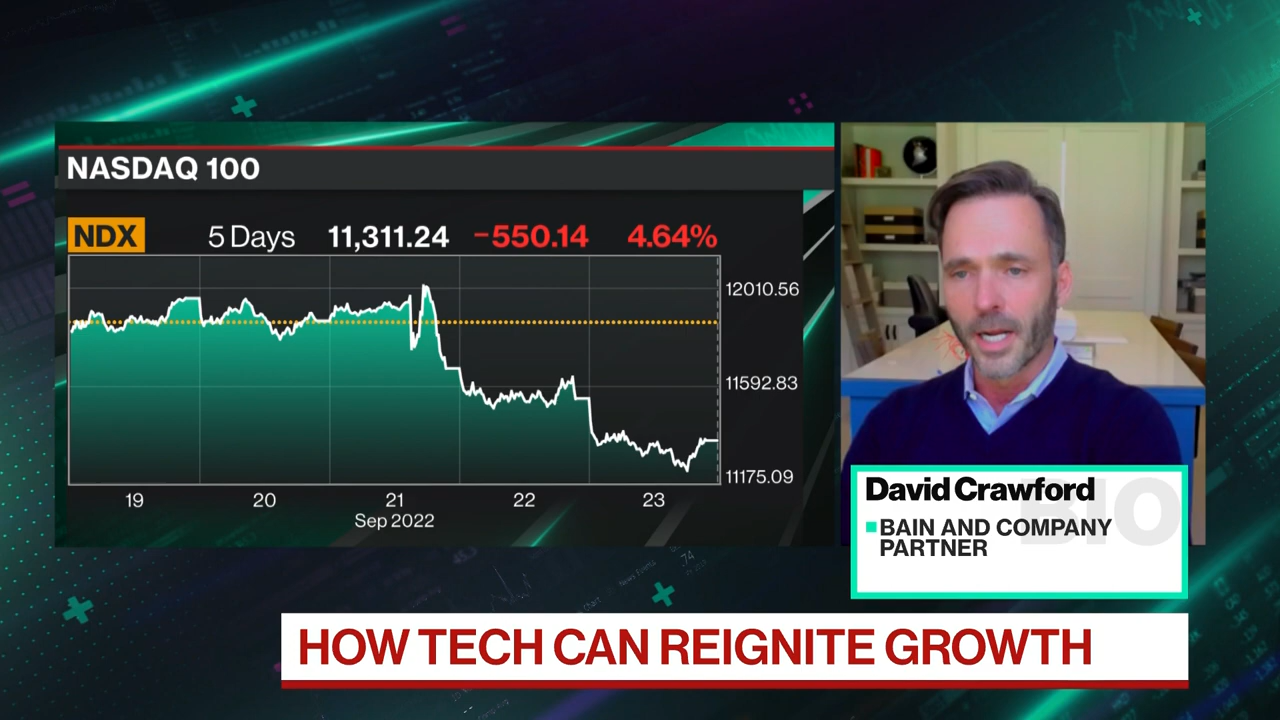 NASDAQ 100
NDX 5 Days 11,311.24 -550.14 4.64%
12010.56
11592.83
11175.09
19 20 21 22 23
Sep 2022
BIO
David Crawford
BAIN AND COMPANY
PARTNER
HOW TECH CAN REIGNITE GROWTH